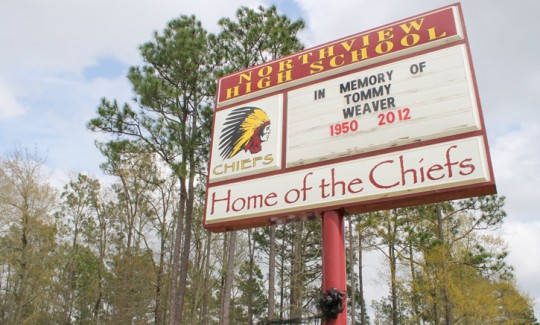 NORTHVIEW
HIGH SCHOOL
IN MEMORY OF
TOMMY
WEAVER
1950 2012
CHIEFS
Home of the Chiefs